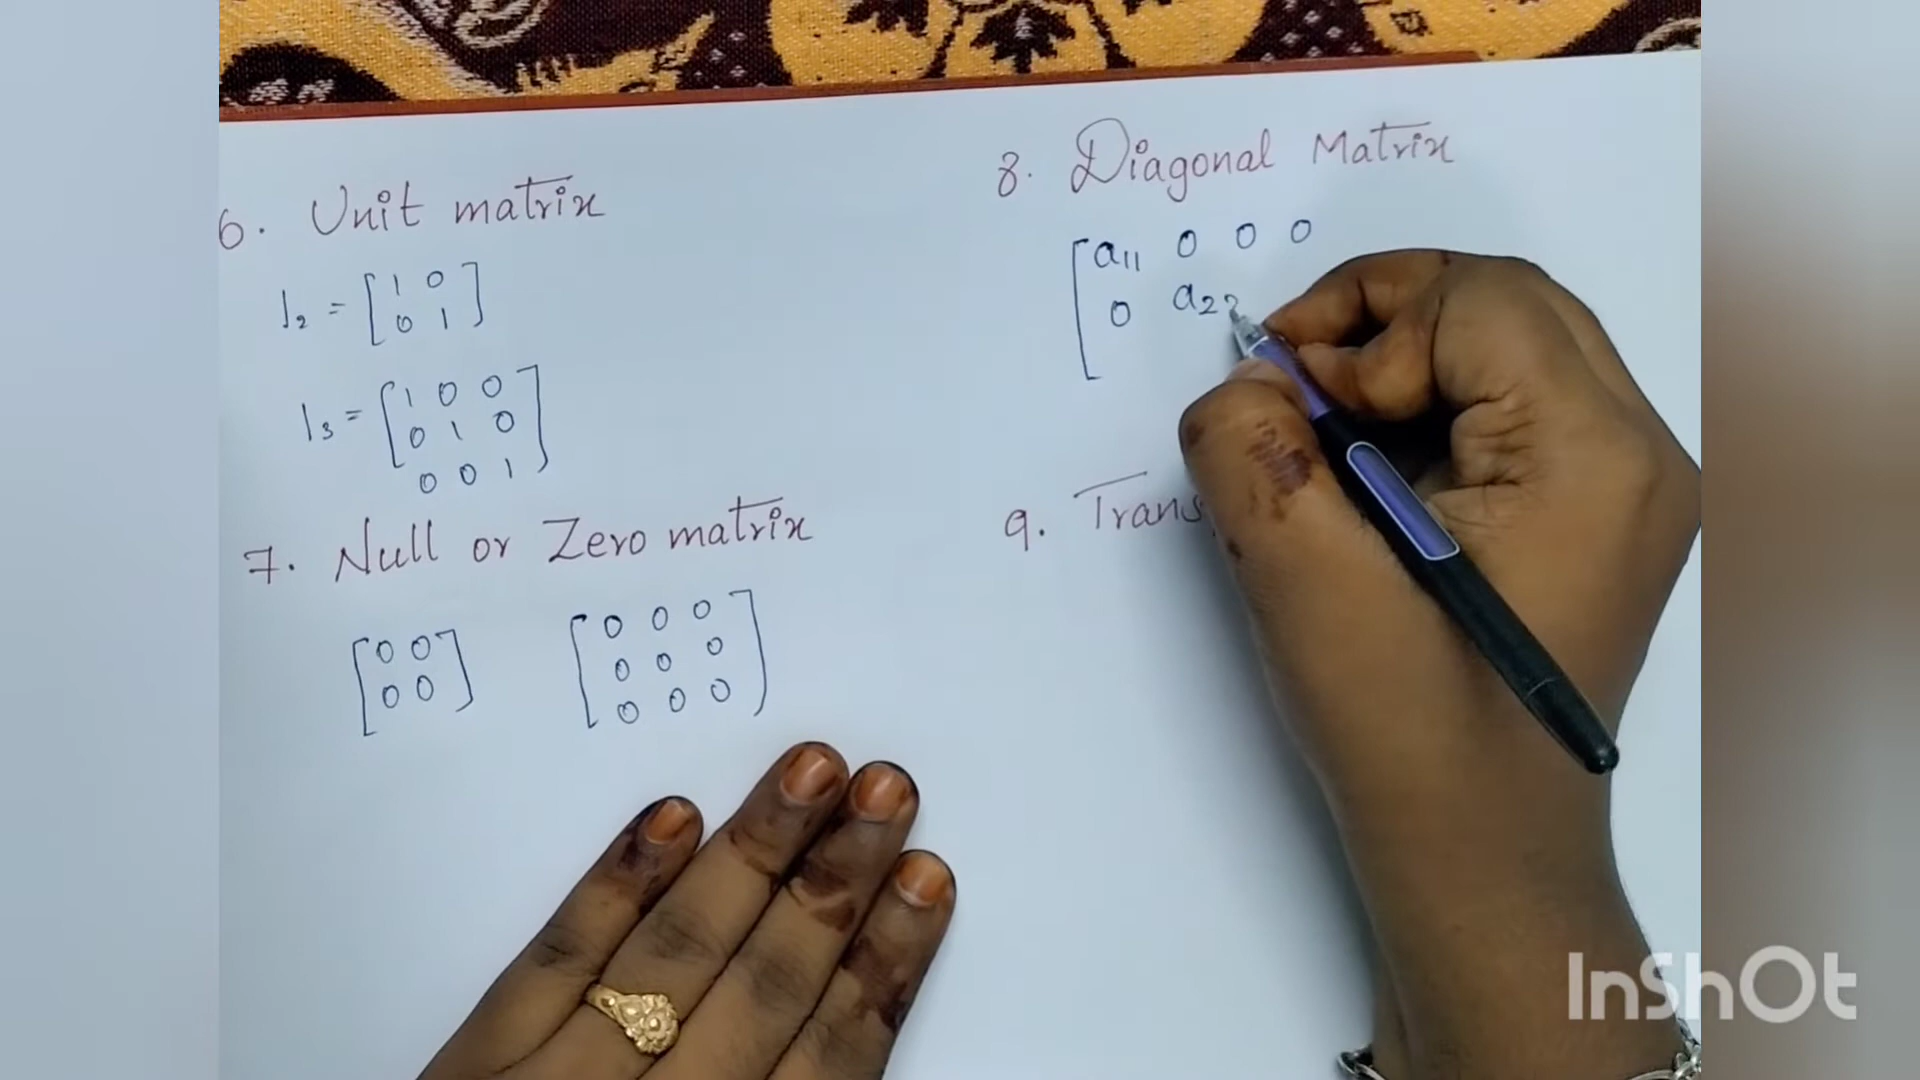 6. Unit matrix
I2 = [1 0
0 1]
I3 = [1 0 0
0 1 0
0 0 1]
7. Null or Zero matrix
[0 0
0 0]
[0 0 0
0 0 0
0 0 0]
8. Diagonal Matrix
[a11 0 0 0
0 a22
9. Trans
InShOt